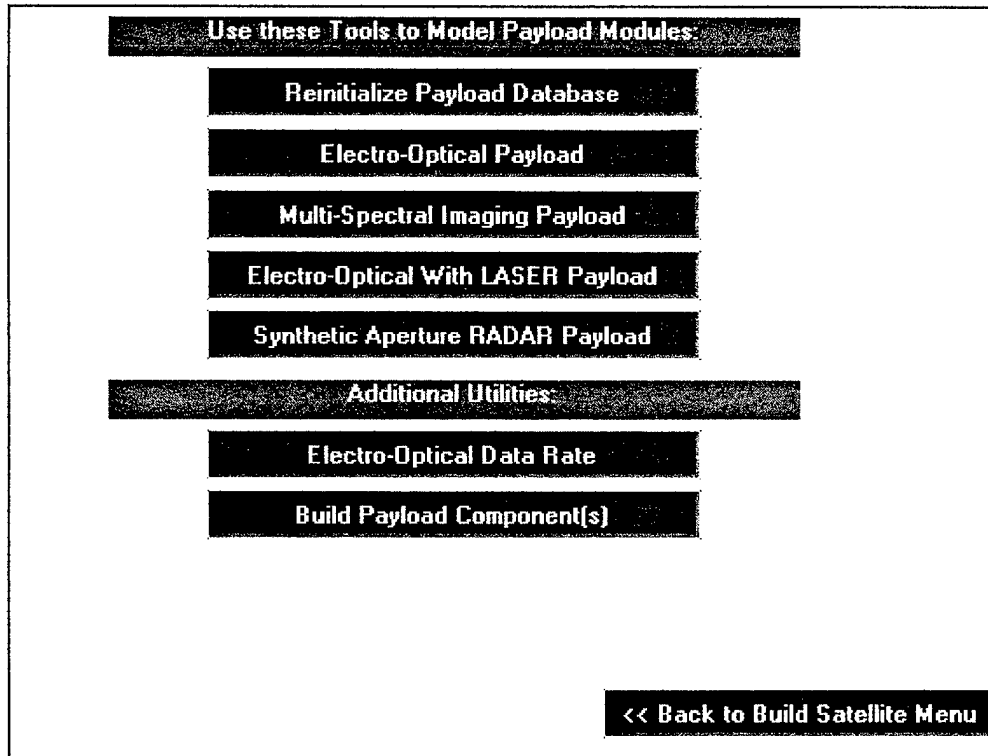 Use these Tools to Model Payload Modules:
Reinitialize Payload Database
Electro-Optical Payload
Multi-Spectral Imaging Payload
Electro-Optical With LASER Payload
Synthetic Aperture RADAR Payload
Additional Utilities:
Electro-Optical Data Rate
Build Payload Component(s)
<< Back to Build Satellite Menu